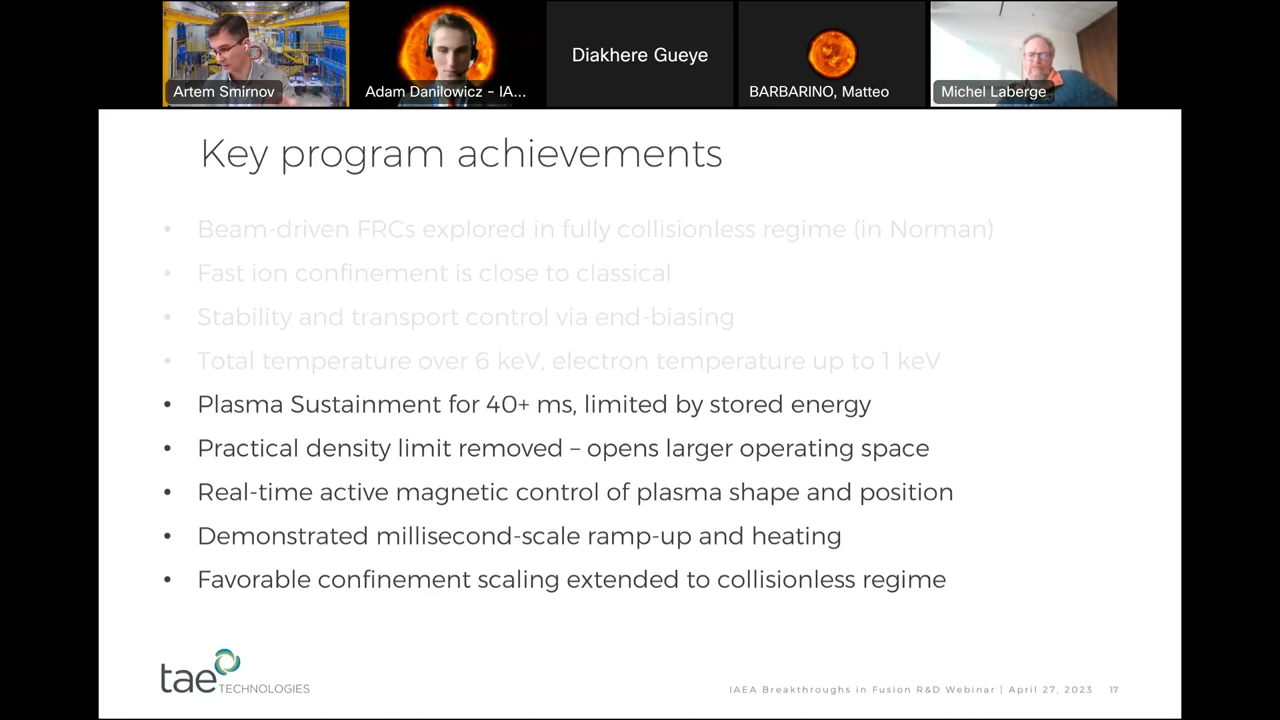 Artem Smirnov
Adam Danilowicz - IA...
Diakhere Gueye
BARBARINO, Matteo
Michel Laberge
Key program achievements
• Beam-driven FRCs explored in fully collisionless regime (in Norman)
• Fast ion confinement is close to classical
• Stability and transport control via end-biasing
• Total temperature over 6 keV, electron temperature up to 1 keV
• Plasma Sustainment for 40+ ms, limited by stored energy
• Practical density limit removed – opens larger operating space
• Real-time active magnetic control of plasma shape and position
• Demonstrated millisecond-scale ramp-up and heating
• Favorable confinement scaling extended to collisionless regime
tae TECHNOLOGIES
IAEA Breakthroughs in Fusion R&D Webinar | April 27, 2023 17